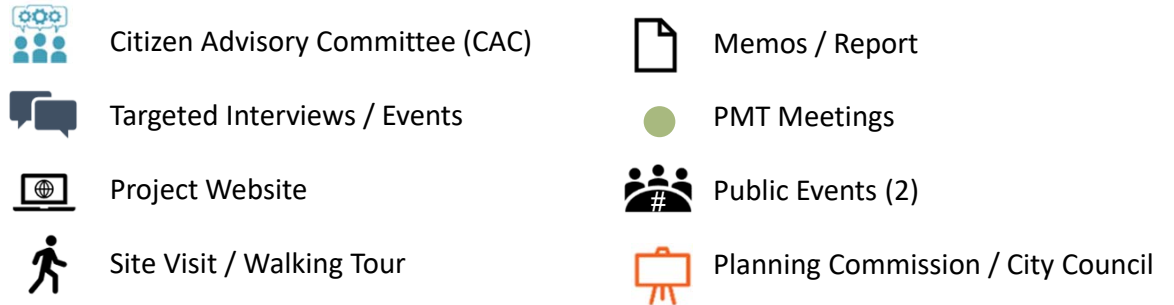 Citizen Advisory Committee (CAC)
Targeted Interviews / Events
Project Website
Site Visit / Walking Tour
Memos / Report
PMT Meetings
#
Public Events (2)
Planning Commission / City Council